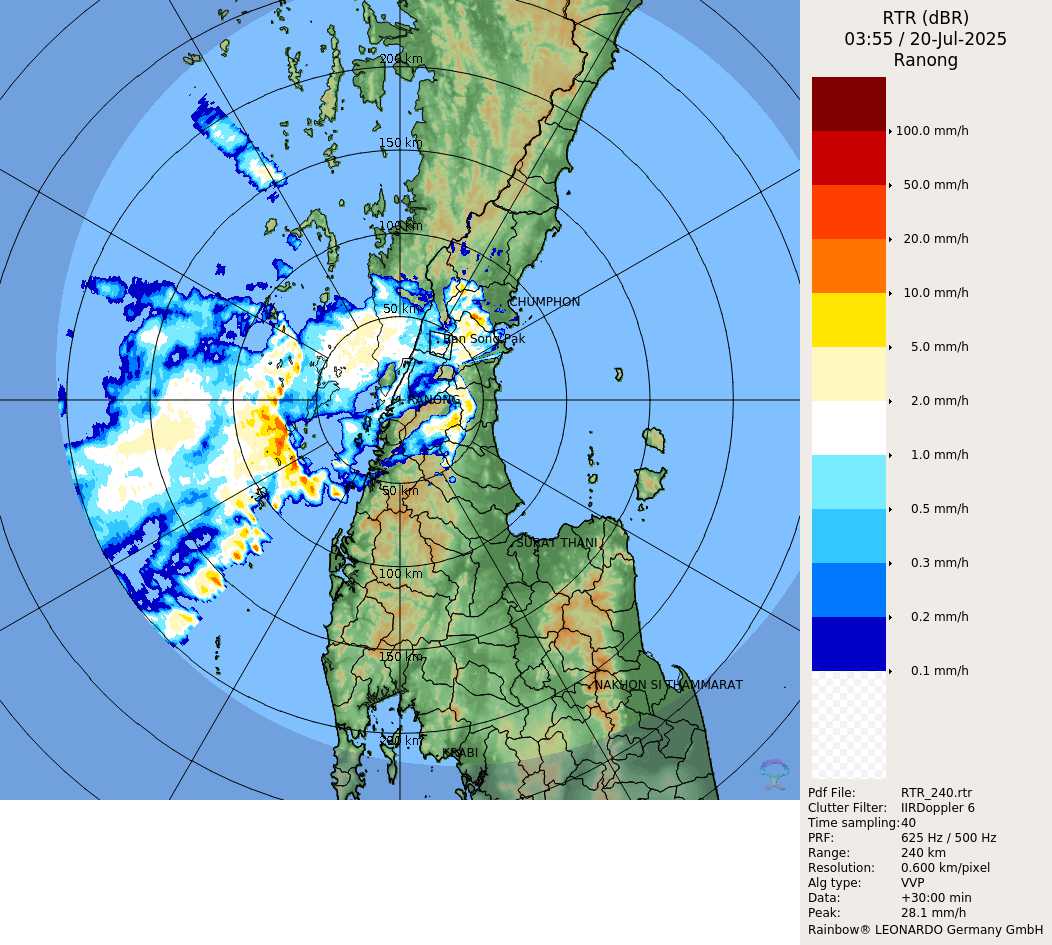 RTR (dBR)
03:55 / 20-Jul-2025
Ranong
200 km
150 km
100 km
50 km
CHUMPHON
Ban Song Pak
RANONG
50 km
SURAT THANI
100 km
150 km
NAKHON SI THAMMARAT
200 km
KRABI
100.0 mm/h
50.0 mm/h
20.0 mm/h
10.0 mm/h
5.0 mm/h
2.0 mm/h
1.0 mm/h
0.5 mm/h
0.3 mm/h
0.2 mm/h
0.1 mm/h
Pdf File: RTR_240.rtr
Clutter Filter: IIRDoppler 6
Time sampling: 40
PRF: 625 Hz / 500 Hz
Range: 240 km
Resolution: 0.600 km/pixel
Alg type: VVP
Data: +30:00 min
Peak: 28.1 mm/h
Rainbow® LEONARDO Germany GmbH